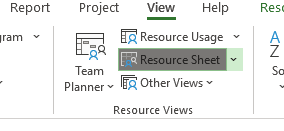 Report Project View Help Reso
gram Resource Usage A
Resource Sheet Z
Team Planner Other Views So
Resource Views